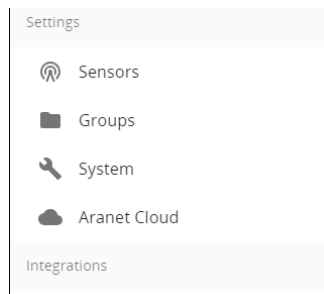 Settings
Sensors
Groups
System
Aranet Cloud
Integrations